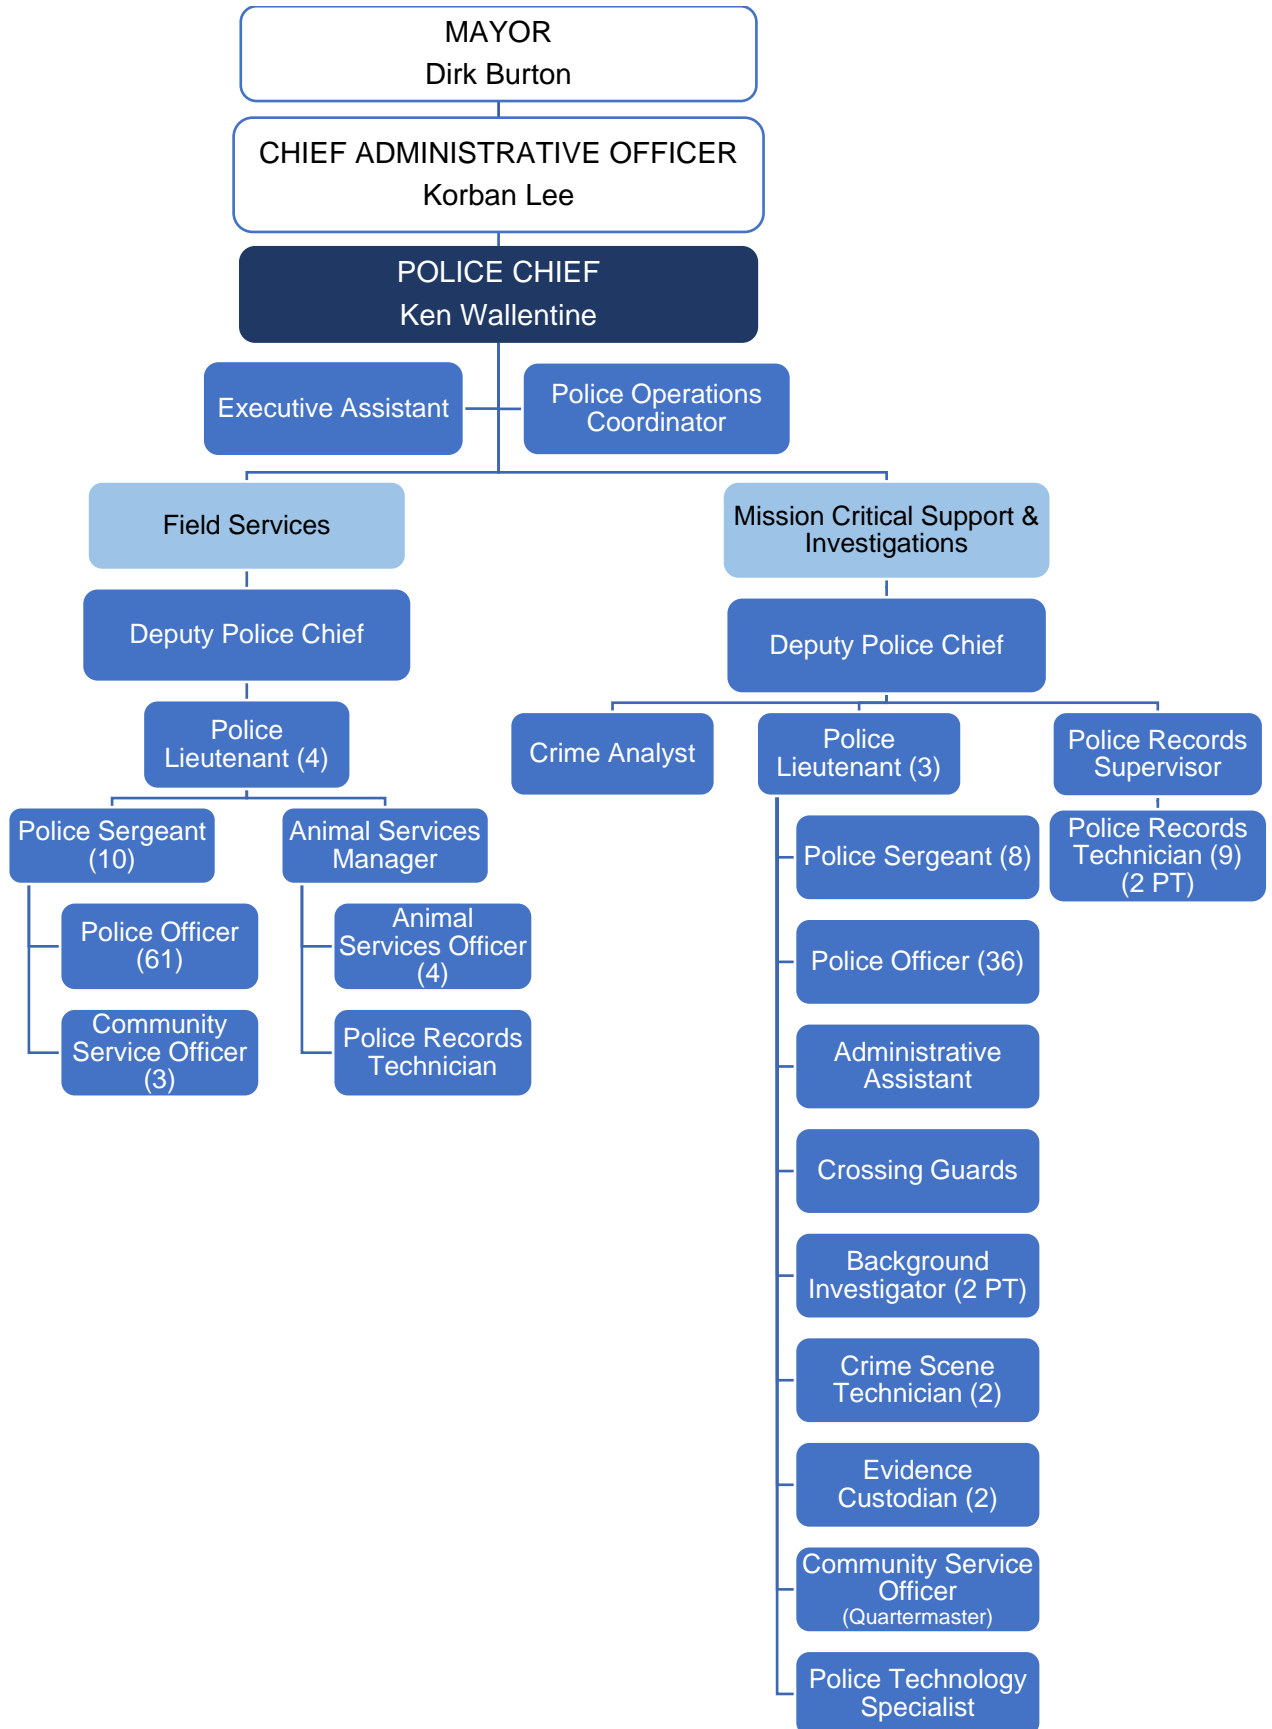 MAYOR
Dirk Burton
CHIEF ADMINISTRATIVE OFFICER
Korban Lee
POLICE CHIEF
Ken Wallentine
Executive Assistant
Police Operations
Coordinator
Field Services
Mission Critical Support &
Investigations
Deputy Police Chief
Deputy Police Chief
Police
Lieutenant (4)
Crime Analyst
Police
Lieutenant (3)
Police Records
Supervisor
Police Sergeant
(10)
Animal Services
Manager
Police Sergeant (8)
Police Records
Technician (9)
(2 PT)
Police Officer
(61)
Animal
Services Officer
(4)
Police Officer (36)
Community
Service Officer
(3)
Police Records
Technician
Administrative
Assistant
Crossing Guards
Background
Investigator (2 PT)
Crime Scene
Technician (2)
Evidence
Custodian (2)
Community Service
Officer
(Quartermaster)
Police Technology
Specialist